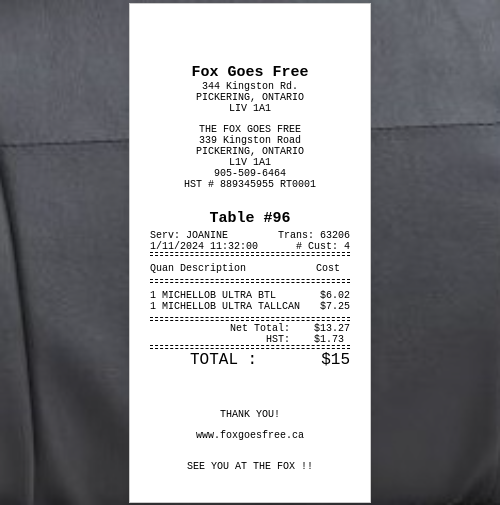 Fox Goes Free
344 Kingston Rd.
PICKERING, ONTARIO
LIV 1A1
THE FOX GOES FREE
339 Kingston Road
PICKERING, ONTARIO
L1V 1A1
905-509-6464
HST # 889345955 RT0001
Table #96
Serv: JOANINE Trans: 63206
1/11/2024 11:32:00 # Cust: 4
Quan Description Cost
1 MICHELLOB ULTRA BTL $6.02
1 MICHELLOB ULTRA TALLCAN $7.25
Net Total: $13.27
HST: $1.73
TOTAL : $15
THANK YOU!
www.foxgoesfree.ca
SEE YOU AT THE FOX !!